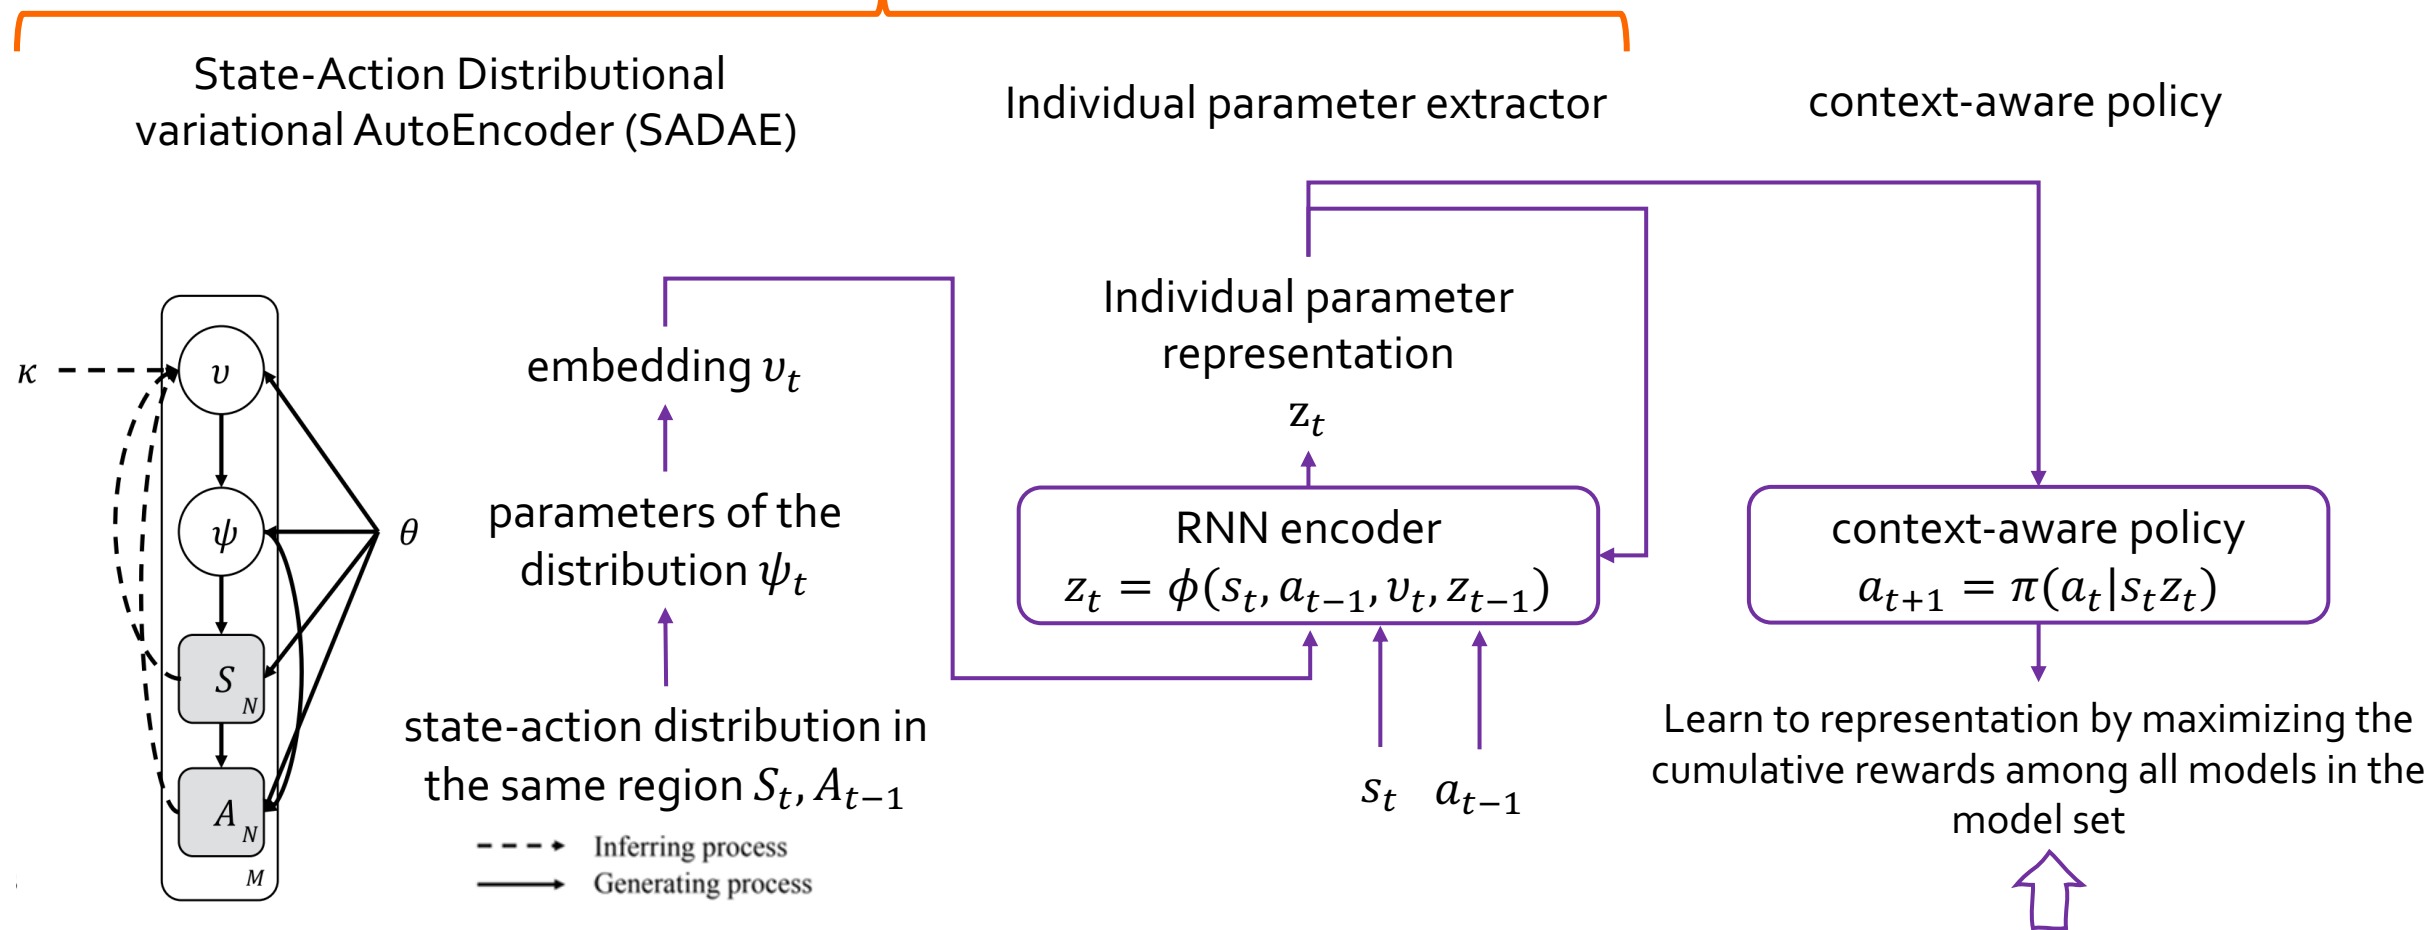 State-Action Distributional
variational AutoEncoder (SADAE)
Individual parameter extractor
context-aware policy
κ
υ
ψ
θ
S N
A N
M
embedding υ_t
parameters of the
distribution ψ_t
state-action distribution in
the same region S_t, A_{t−1}
Inferring process
Generating process
Individual parameter
representation
z_t
RNN encoder
z_t = ϕ(s_t, a_{t−1}, υ_t, z_{t−1})
s_t a_{t−1}
context-aware policy
a_{t+1} = π(a_t|s_t z_t)
Learn to representation by maximizing the
cumulative rewards among all models in the
model set